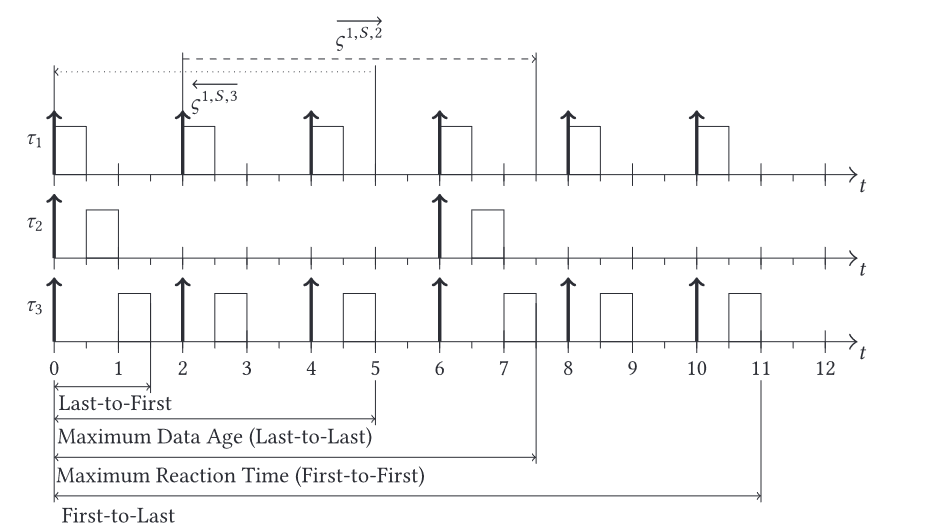 ς→ 1,S,2
ς← 1,S,3
τ1
t
τ2
t
τ3
t
0 1 2 3 4 5 6 7 8 9 10 11 12
Last-to-First
Maximum Data Age (Last-to-Last)
Maximum Reaction Time (First-to-First)
First-to-Last